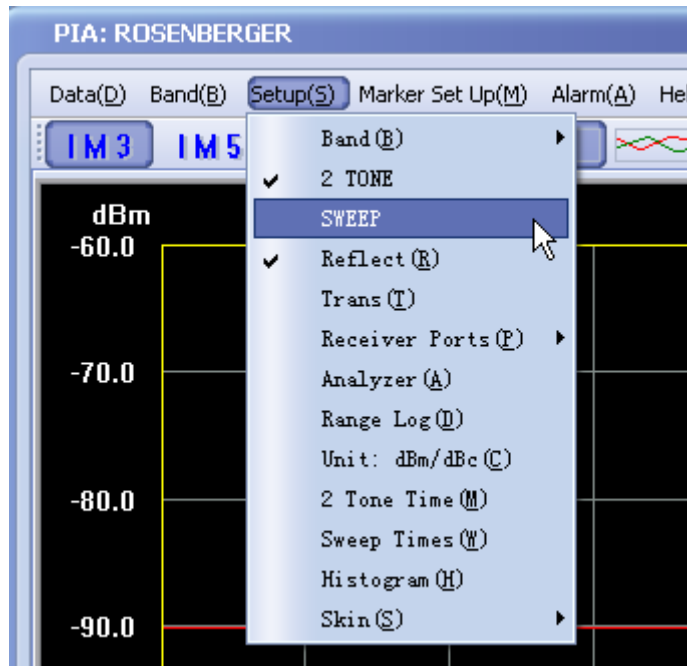 PIA: ROSENBERGER
Data(D) Band(B) Setup(S) Marker Set Up(M) Alarm(A) Hel
IM3 IM5
Band(B)
2 TONE
SWEEP
Reflect(R)
Trans(T)
Receiver Ports(P)
Analyzer(A)
Range Log(D)
Unit: dBm/dBc(C)
2 Tone Time(M)
Sweep Times(W)
Histogram(H)
Skin(S)
dBm
-60.0
-70.0
-80.0
-90.0